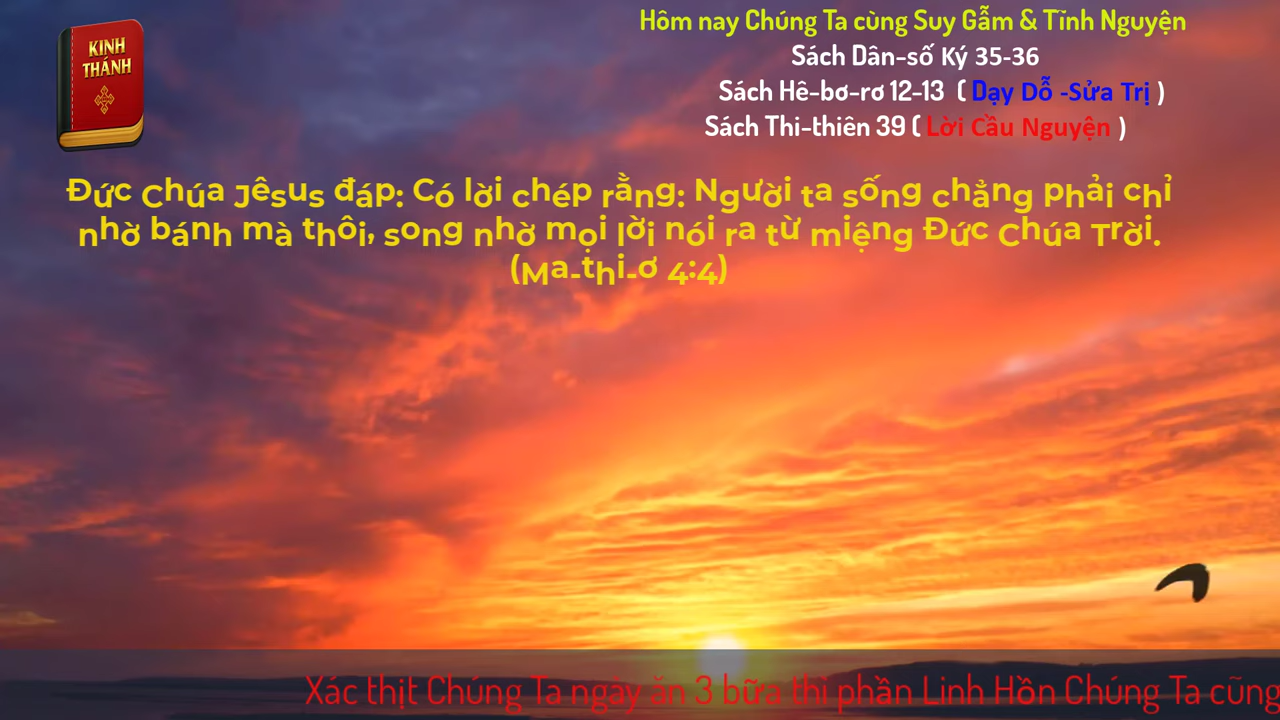 KINH
THÁNH
Hôm nay Chúng Ta cùng Suy Gẫm & Tĩnh Nguyện
Sách Dân-số Ký 35-36
Sách Hê-bơ-rơ 12-13 ( Dạy Dỗ -Sửa Trị )
Sách Thi-thiên 39 ( Lời Cầu Nguyện )
Đức Chúa Jêsus đáp: Có lời chép rằng: Người ta sống chẳng phải chỉ
nhờ bánh mà thôi, song nhờ mọi lời nói ra từ miệng Đức Chúa Trời.
(Ma-thi-ơ 4:4)
Xác thịt Chúng Ta ngày ăn 3 bữa thì phần Linh Hồn Chúng Ta cũng